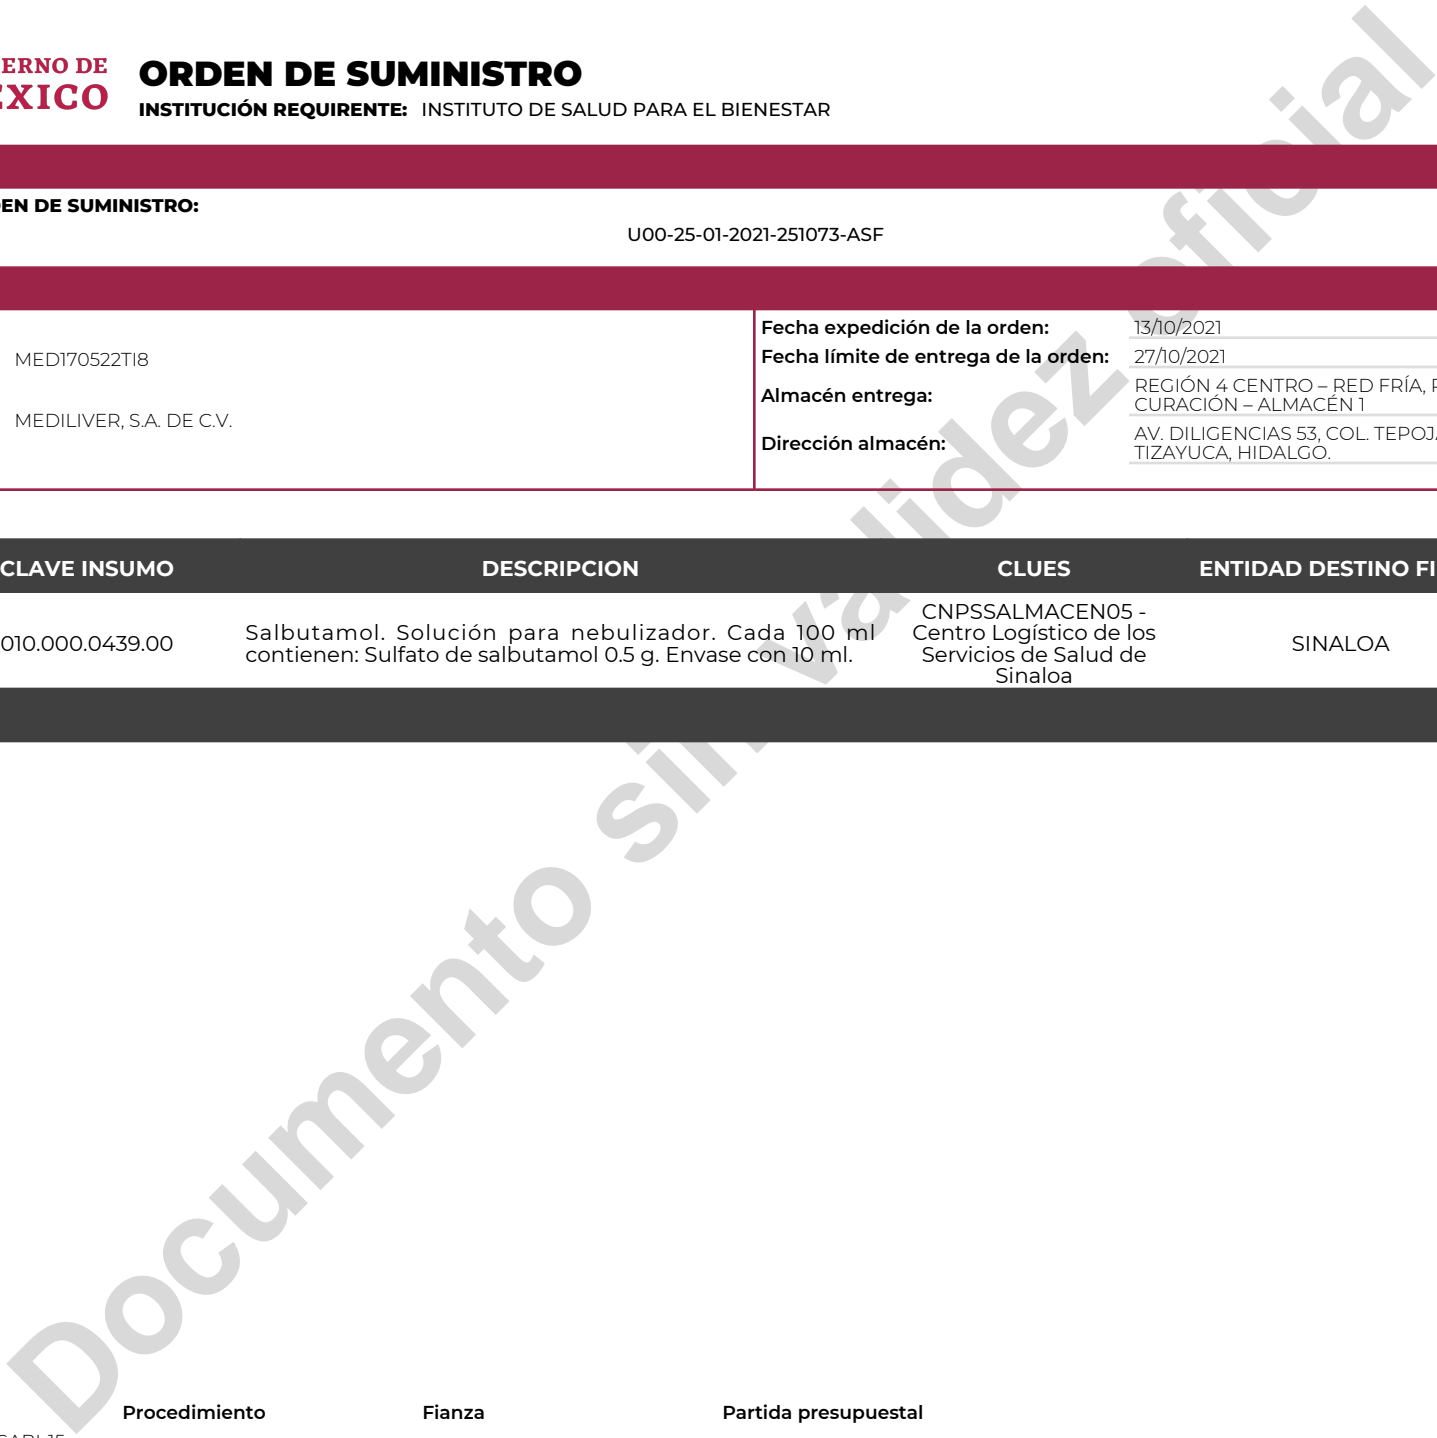 ERNO DE
ÉXICO
ORDEN DE SUMINISTRO
INSTITUCIÓN REQUIRENTE: INSTITUTO DE SALUD PARA EL BIENESTAR
EN DE SUMINISTRO:
U00-25-01-2021-251073-ASF
MED170522TI8
MEDILIVER, S.A. DE C.V.
Fecha expedición de la orden: 13/10/2021
Fecha límite de entrega de la orden: 27/10/2021
Almacén entrega:
REGIÓN 4 CENTRO – RED FRÍA,
CURACIÓN – ALMACÉN 1
Dirección almacén:
AV. DILIGENCIAS 53, COL. TEPOJ
TIZAYUCA, HIDALGO.
CLAVE INSUMO DESCRIPCION CLUES ENTIDAD DESTINO FI
010.000.0439.00
Salbutamol. Solución para nebulizador. Cada 100 ml
contienen: Sulfato de salbutamol 0.5 g. Envase con 10 ml.
CNPSSALMACEN05 -
Centro Logístico de los
Servicios de Salud de
Sinaloa
SINALOA
Documento sin validez oficial
Procedimiento Fianza Partida presupuestal